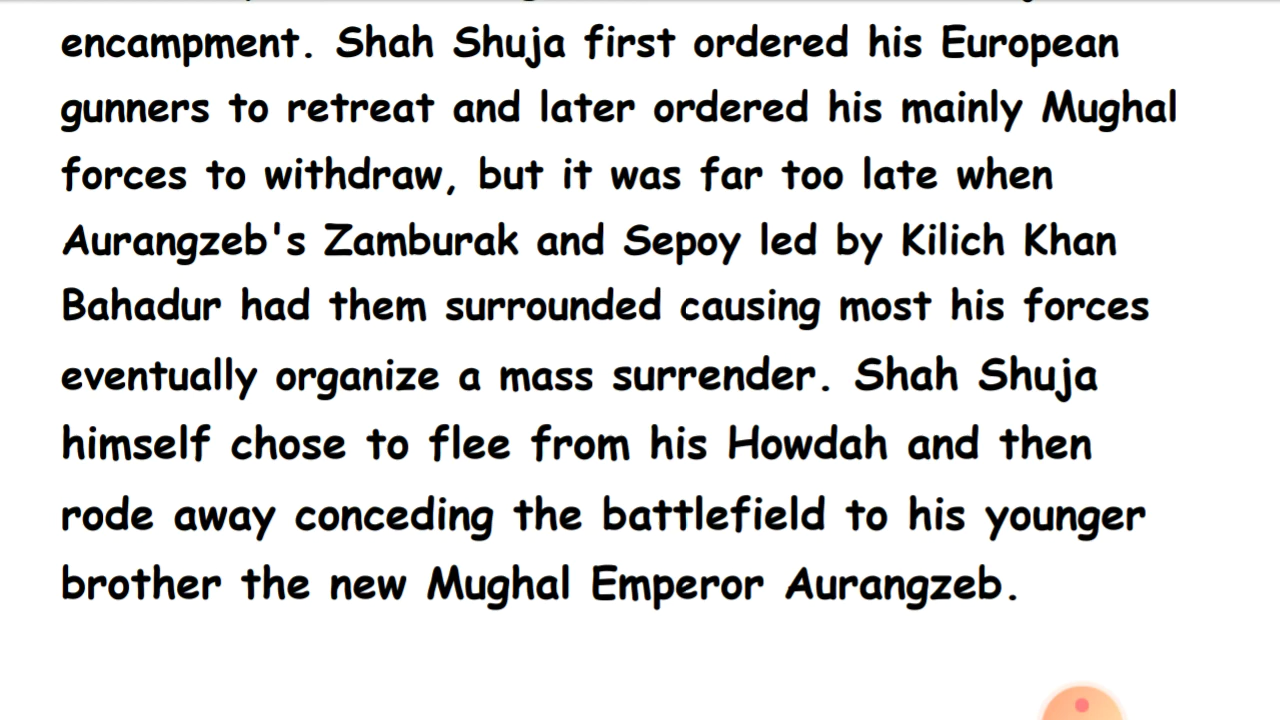 encampment. Shah Shuja first ordered his European
gunners to retreat and later ordered his mainly Mughal
forces to withdraw, but it was far too late when
Aurangzeb's Zamburak and Sepoy led by Kilich Khan
Bahadur had them surrounded causing most his forces
eventually organize a mass surrender. Shah Shuja
himself chose to flee from his Howdah and then
rode away conceding the battlefield to his younger
brother the new Mughal Emperor Aurangzeb.